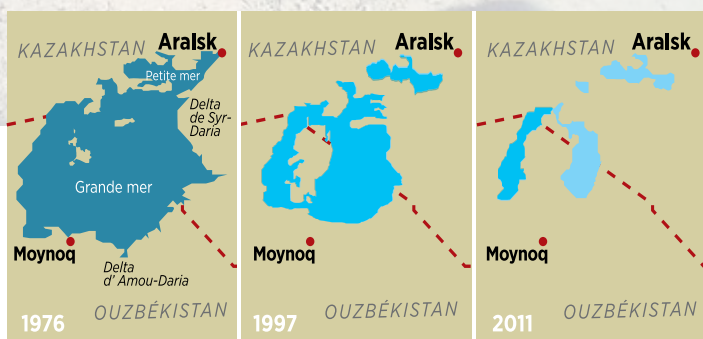 KAZAKHSTAN
Aralsk
Petite mer
Delta
de Syr-
Daria
Grande mer
Moynoq
Delta
d' Amou-Daria
OUZBÉKISTAN
1976
KAZAKHSTAN
Aralsk
Moynoq
OUZBÉKISTAN
1997
KAZAKHSTAN
Aralsk
Moynoq
OUZBÉKISTAN
2011